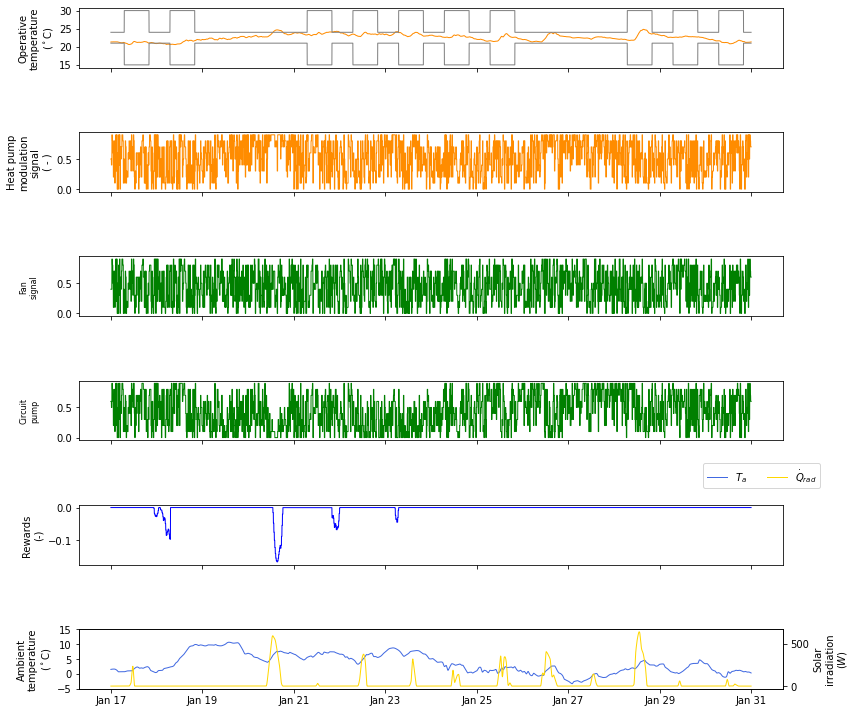 Operative
temperature
(°C)
30
25
20
15
Heat pump
modulation
signal
( - )
0.5
0.0
Fan
signal
0.5
0.0
Circuit
pump
0.5
0.0
T_a Q̇_rad
Rewards
(-)
0.0
−0.1
Ambient
temperature
(°C)
15
10
5
0
−5
500
0
Solar
irradiation
(W)
Jan 17 Jan 19 Jan 21 Jan 23 Jan 25 Jan 27 Jan 29 Jan 31